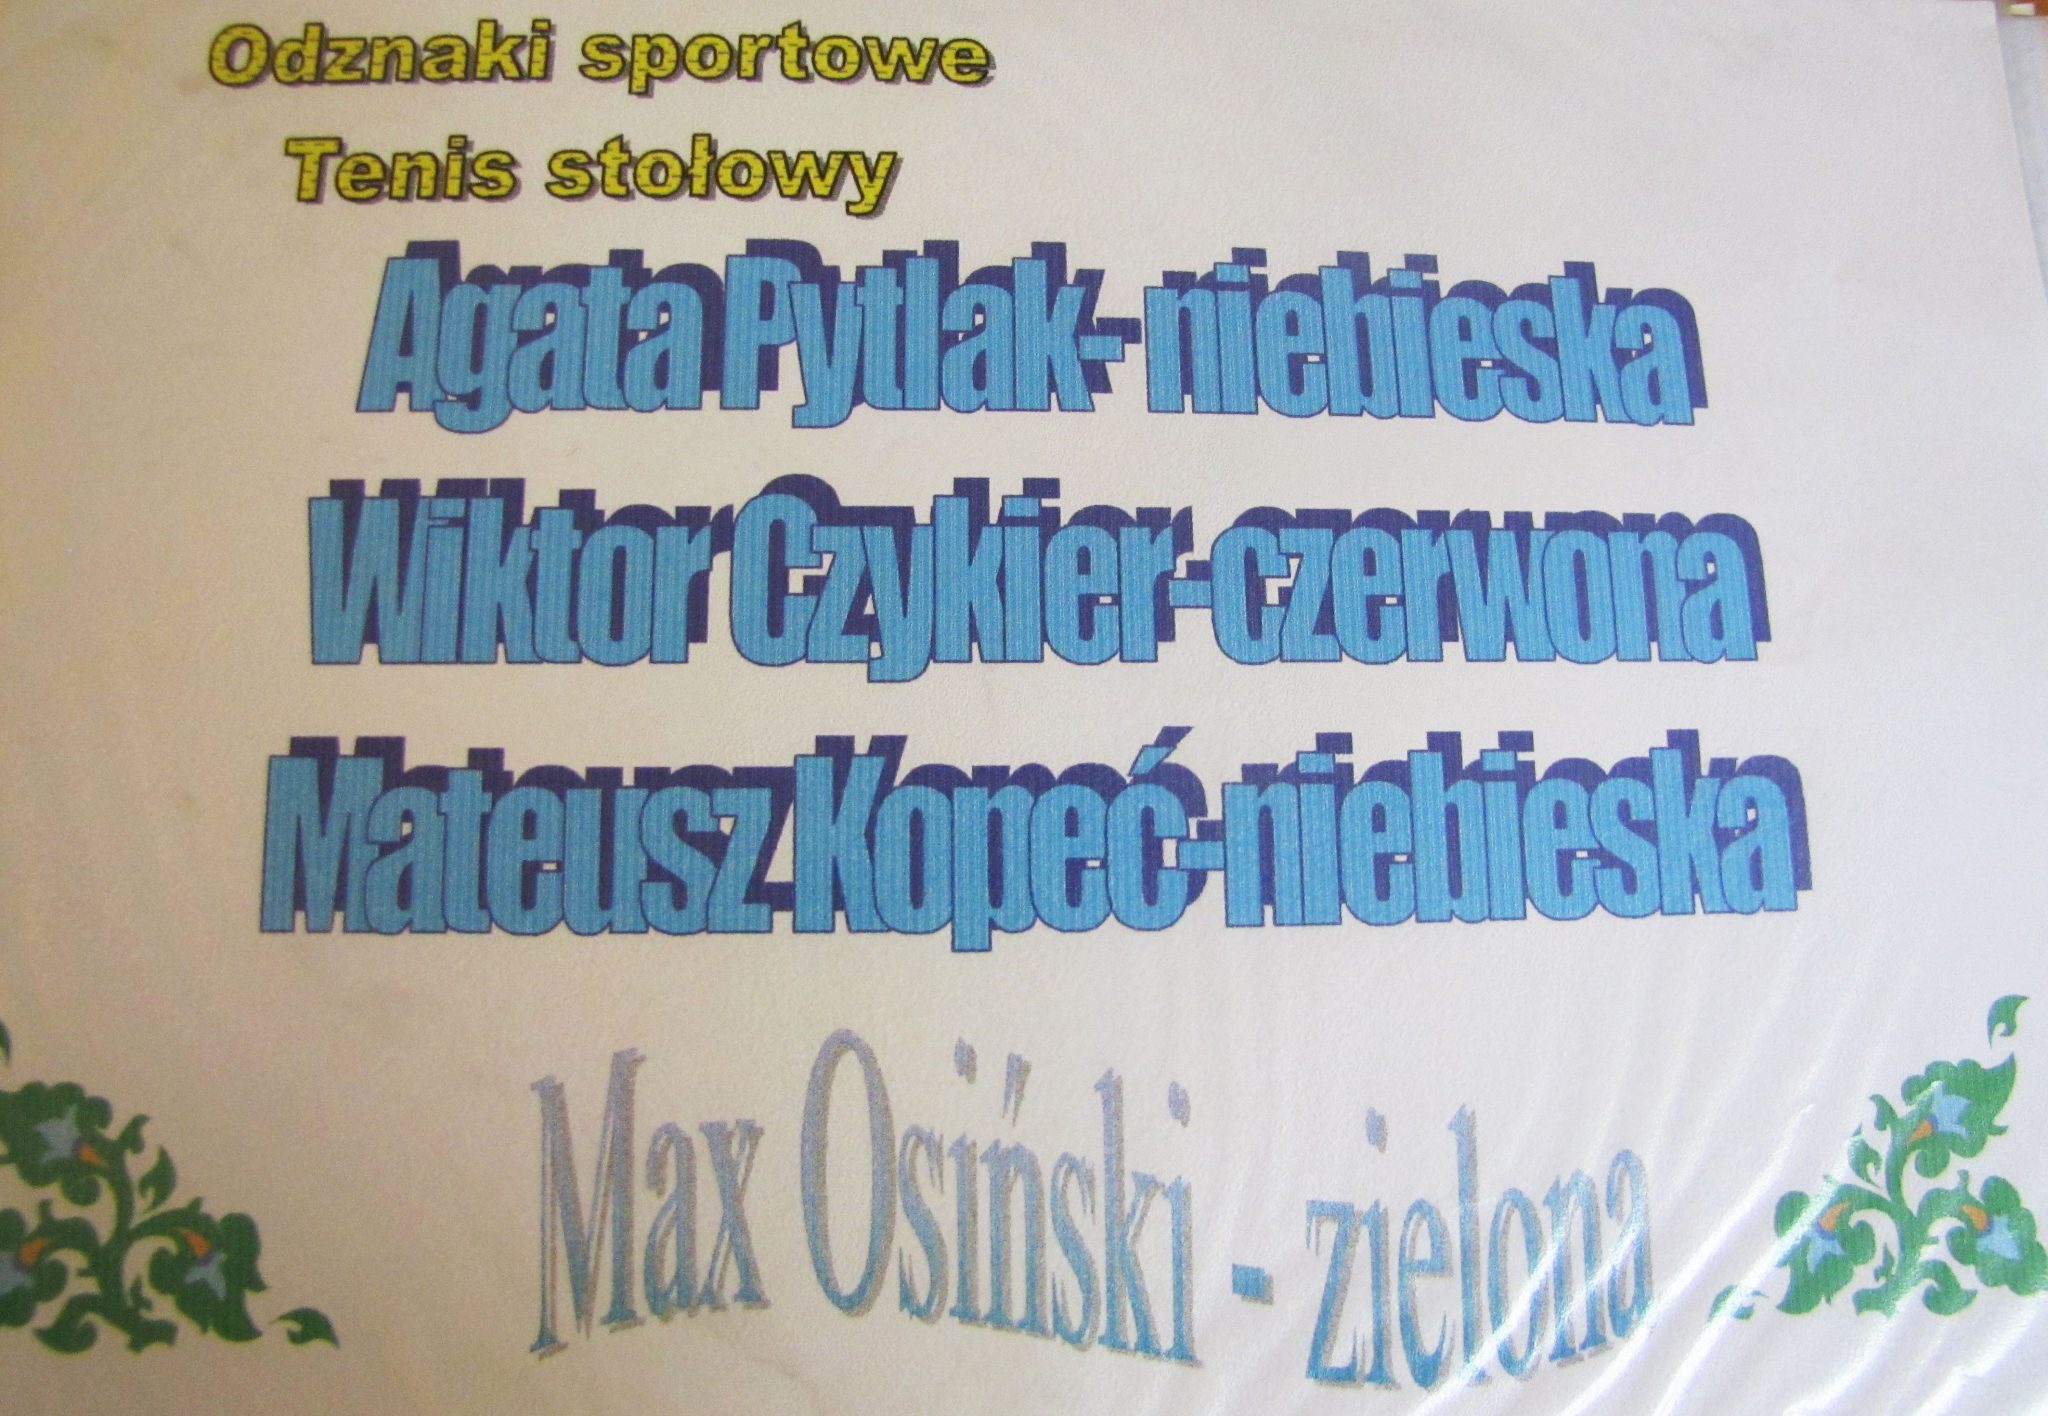 Odznaki sportowe
Tenis stołowy
Agata Pytlak- niebieska
Wiktor Czykier-czerwona
Mateusz Kopeć-niebieska
Max Osiński - zielona